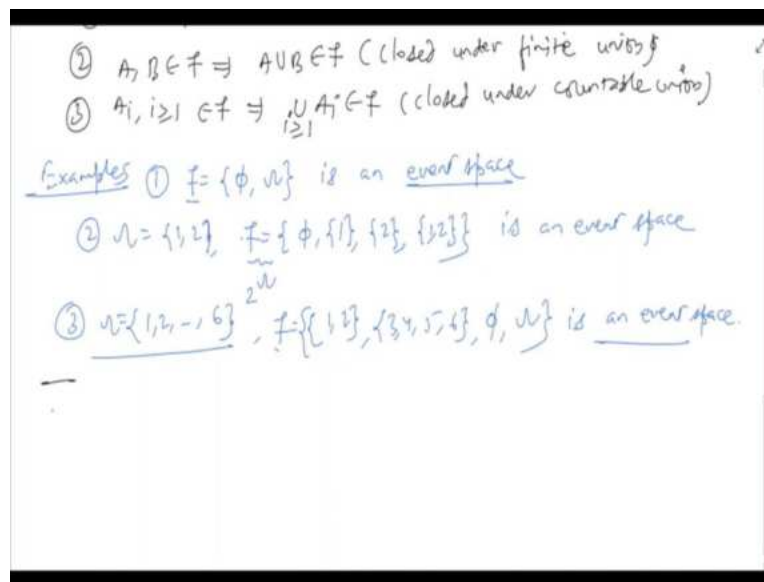 ② A, B ∈ F ⇒ A∪B ∈ F (closed under finite unions)
③ Ai, i≥1 ∈ F ⇒ ∪ Ai ∈ F (closed under countable unions)
i≥1
Examples ① F = {φ, Ω} is an event space
② Ω = {1, 2}, F = {φ, {1}, {2}, {1,2}} is an event space
2^Ω
③ Ω = {1, 2, -, 6}, F = {{1,2}, {3,4,5,6}, φ, Ω} is an event space.